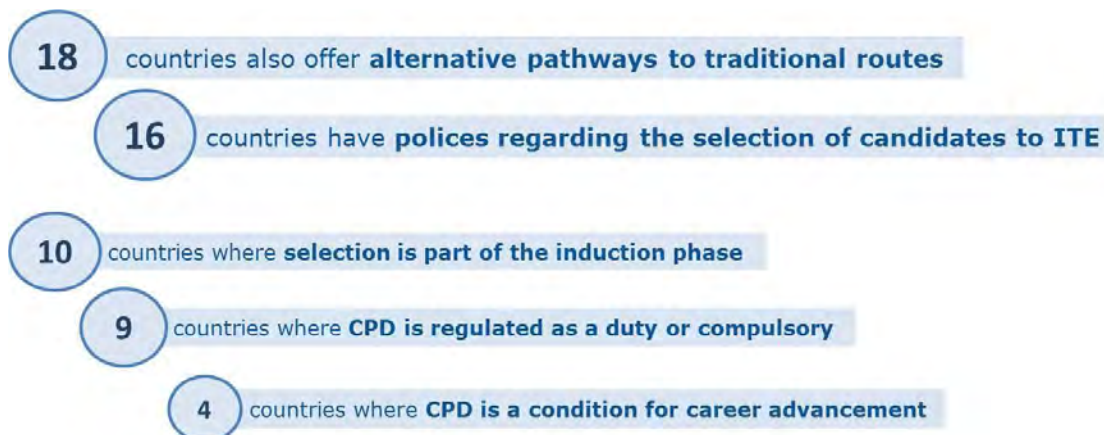 18 countries also offer alternative pathways to traditional routes
16 countries have polices regarding the selection of candidates to ITE
10 countries where selection is part of the induction phase
9 countries where CPD is regulated as a duty or compulsory
4 countries where CPD is a condition for career advancement